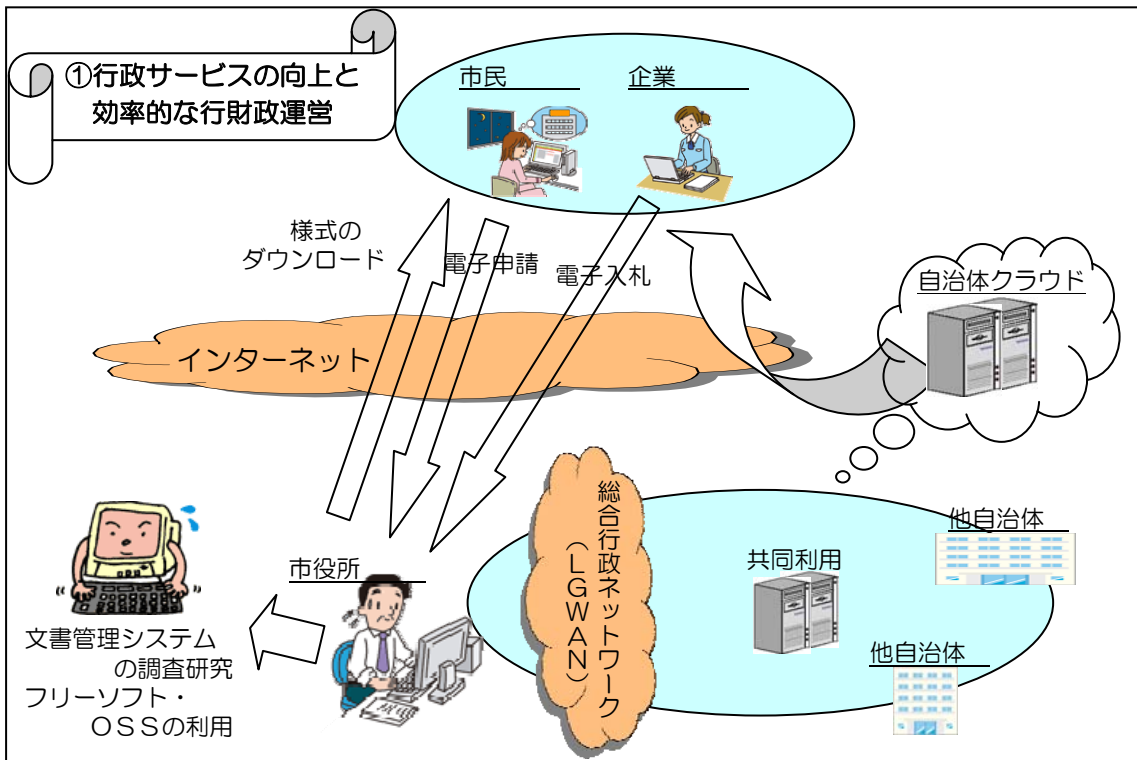 ①行政サービスの向上と
効率的な行財政運営
市民
企業
様式の
ダウンロード
電子申請
電子入札
自治体クラウド
インターネット
総合行政ネットワーク
（ＬＧＷＡＮ）
他自治体
共同利用
市役所
他自治体
文書管理システム
の調査研究
フリーソフト・
ＯＳＳの利用